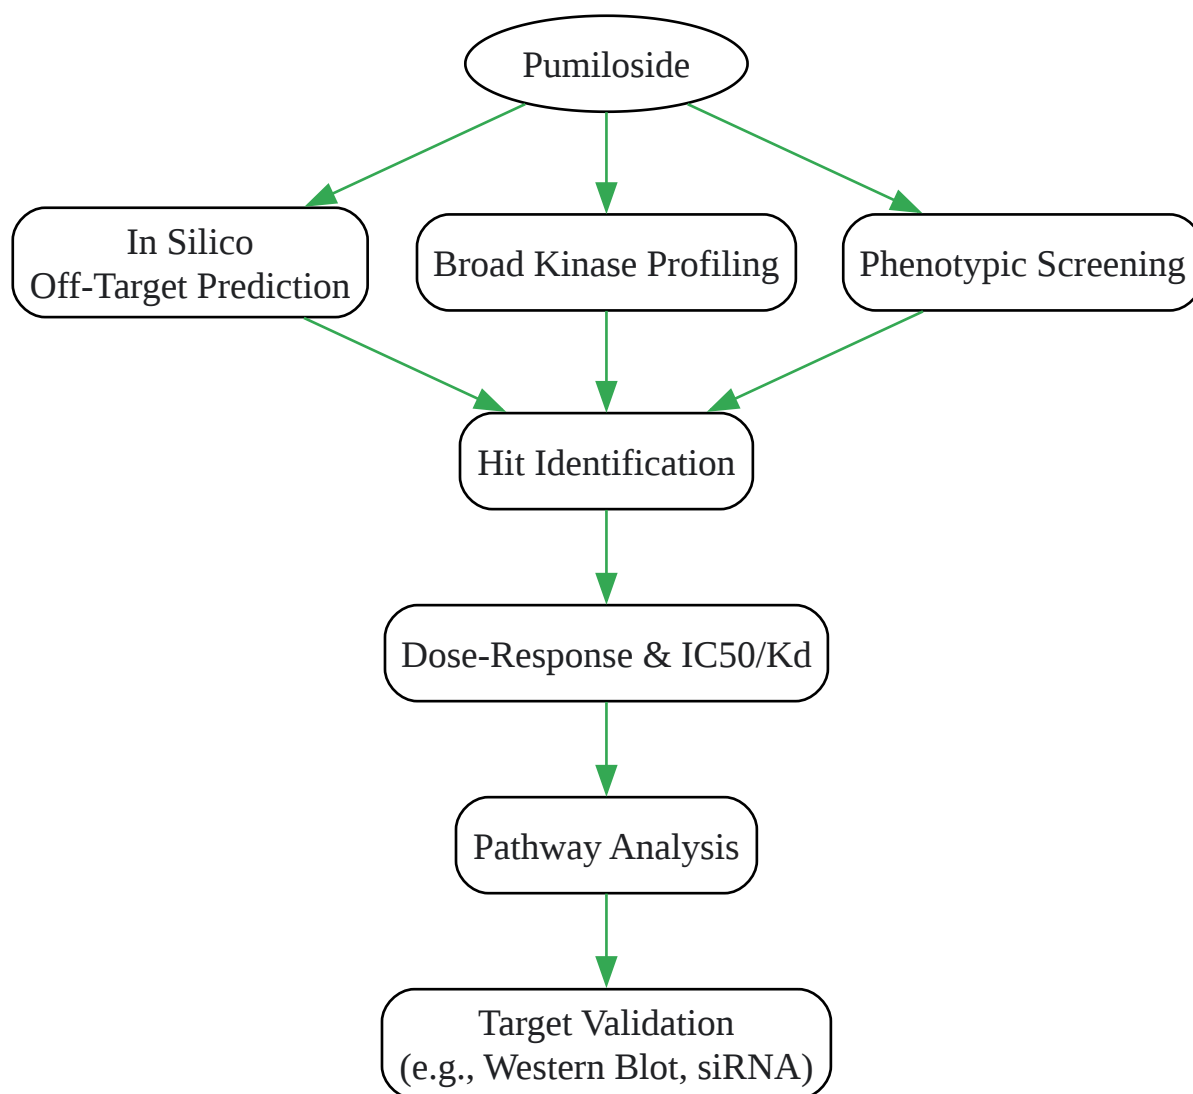 Pumiloside
In Silico
Off-Target Prediction
Broad Kinase Profiling
Phenotypic Screening
Hit Identification
Dose-Response & IC50/Kd
Pathway Analysis
Target Validation
(e.g., Western Blot, siRNA)